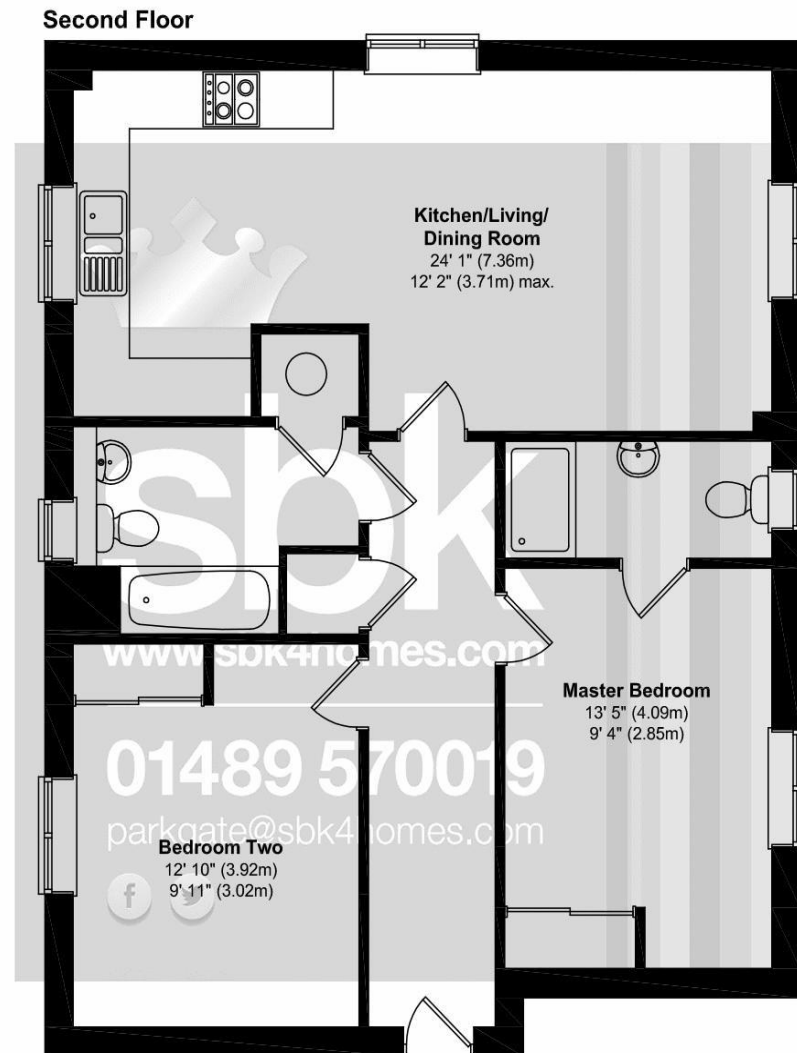 Second Floor
Kitchen/Living/
Dining Room
24' 1" (7.36m)
12' 2" (3.71m) max.
sbk
www.sbk4homes.com
Master Bedroom
13' 5" (4.09m)
9' 4" (2.85m)
01489 570019
parkgate@sbk4homes.com
Bedroom Two
12' 10" (3.92m)
9' 11" (3.02m)
f